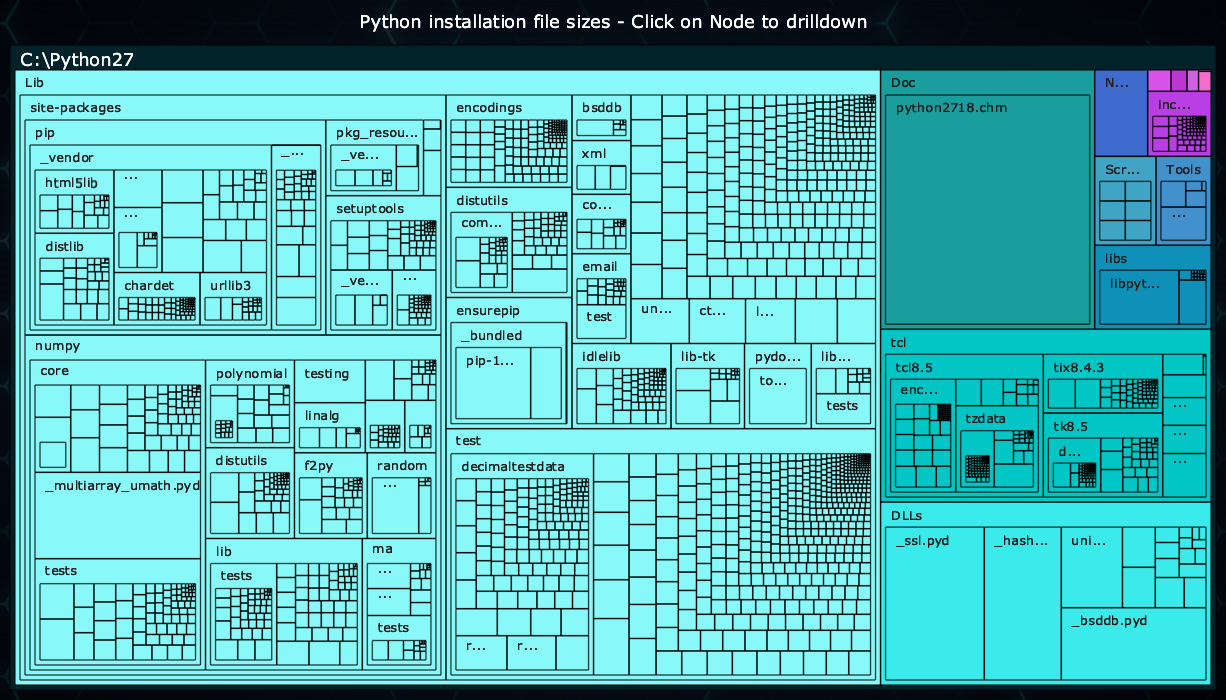 Python installation file sizes - Click on Node to drilldown
C:\Python27
Lib
site-packages
pip
_vendor
html5lib
distlib
...
...
chardet
urllib3
_...
pkg_resou...
_ve...
setuptools
_ve...
...
numpy
core
_multiarray_umath.pyd
tests
polynomial
distutils
lib
tests
testing
linalg
f2py
random
...
ma
...
...
tests
encodings
distutils
com...
ensurepip
_bundled
pip-1...
bsddb
xml
co...
email
test
un...
ct...
l...
idlelib
lib-tk
pydo...
to...
lib...
tests
test
decimaltestdata
r...
r...
Doc
python2718.chm
N...
inc...
Scr...
Tools
...
libs
libpyt...
tcl
tcl8.5
enc...
tzdata
tix8.4.3
tk8.5
d...
...
...
...
DLLs
_ssl.pyd
_hash...
uni...
_bsddb.pyd